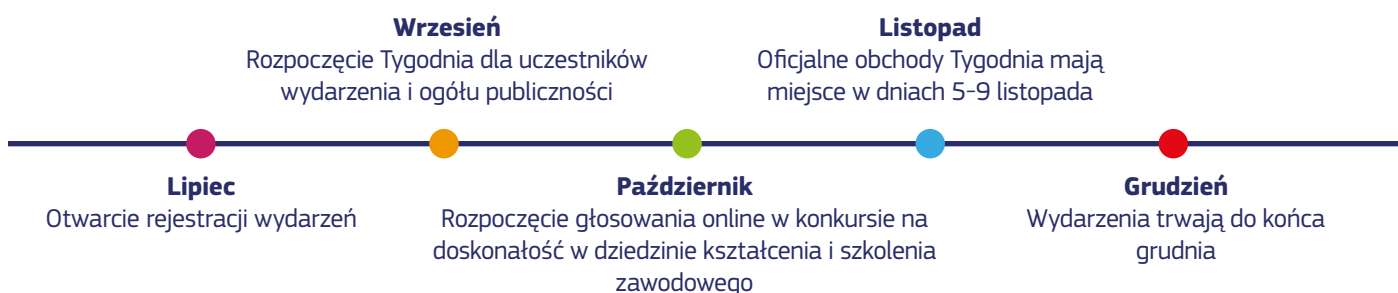 Wrzesień
Rozpoczęcie Tygodnia dla uczestników
wydarzenia i ogółu publiczności
Listopad
Oficjalne obchody Tygodnia mają
miejsce w dniach 5-9 listopada
Lipiec
Otwarcie rejestracji wydarzeń
Październik
Rozpoczęcie głosowania online w konkursie na
doskonałość w dziedzinie kształcenia i szkolenia
zawodowego
Grudzień
Wydarzenia trwają do końca
grudnia